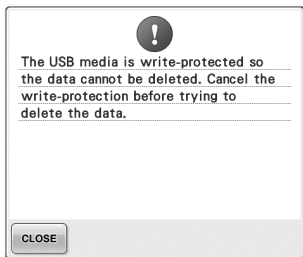 The USB media is write-protected so
the data cannot be deleted. Cancel the
write-protection before trying to
delete the data.
CLOSE